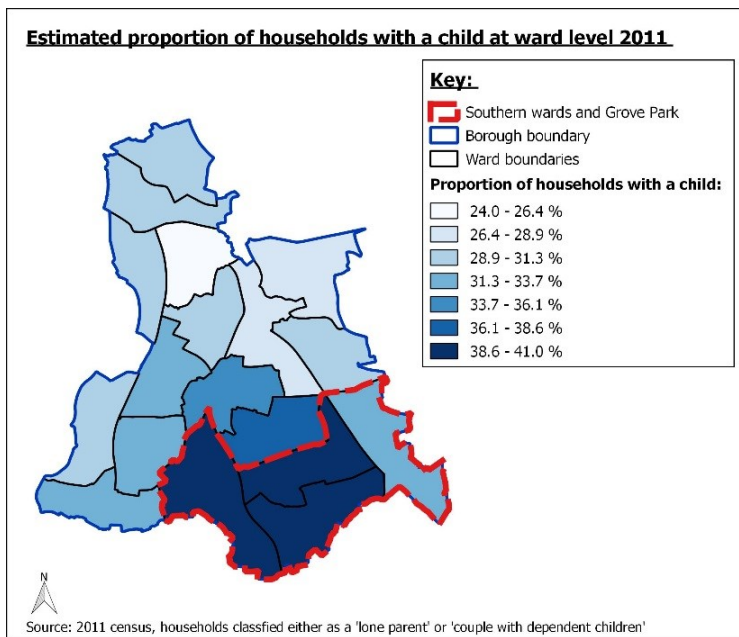 Estimated proportion of households with a child at ward level 2011
Key:
Southern wards and Grove Park
Borough boundary
Ward boundaries
Proportion of households with a child:
24.0 - 26.4 %
26.4 - 28.9 %
28.9 - 31.3 %
31.3 - 33.7 %
33.7 - 36.1 %
36.1 - 38.6 %
38.6 - 41.0 %
N
Source: 2011 census, households classfied either as a 'lone parent' or 'couple with dependent children'